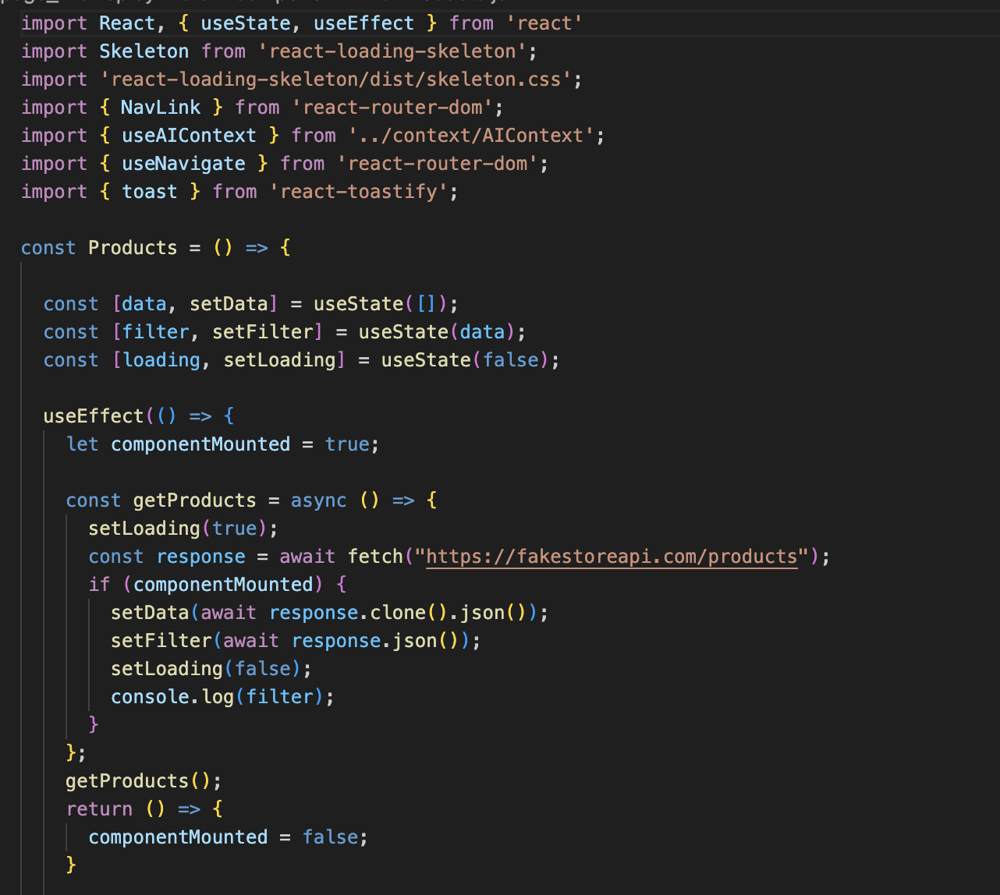 import React, { useState, useEffect } from 'react'
import Skeleton from 'react-loading-skeleton';
import 'react-loading-skeleton/dist/skeleton.css';
import { NavLink } from 'react-router-dom';
import { useAIContext } from '../context/AIContext';
import { useNavigate } from 'react-router-dom';
import { toast } from 'react-toastify';

const Products = () => {

  const [data, setData] = useState([]);
  const [filter, setFilter] = useState(data);
  const [loading, setLoading] = useState(false);

  useEffect(() => {
    let componentMounted = true;

    const getProducts = async () => {
      setLoading(true);
      const response = await fetch("https://fakestoreapi.com/products");
      if (componentMounted) {
        setData(await response.clone().json());
        setFilter(await response.json());
        setLoading(false);
        console.log(filter);
      }
    };
    getProducts();
    return () => {
      componentMounted = false;
    }